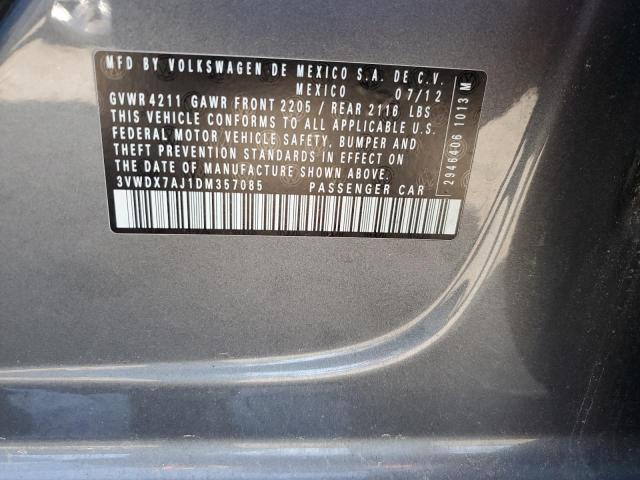 MFD BY VOLKSWAGEN DE MEXICO S.A. DE C.V.
MEXICO 07/12
GVWR 4211 GAWR FRONT 2205 / REAR 2116 LBS
THIS VEHICLE CONFORMS TO ALL APPLICABLE U.S.
FEDERAL MOTOR VEHICLE SAFETY, BUMPER AND
THEFT PREVENTION STANDARDS IN EFFECT ON
THE DATE OF MANUFACTURE SHOWN ABOVE.
3VWDX7AJ1DM357085 PASSENGER CAR
2946406 1013 M